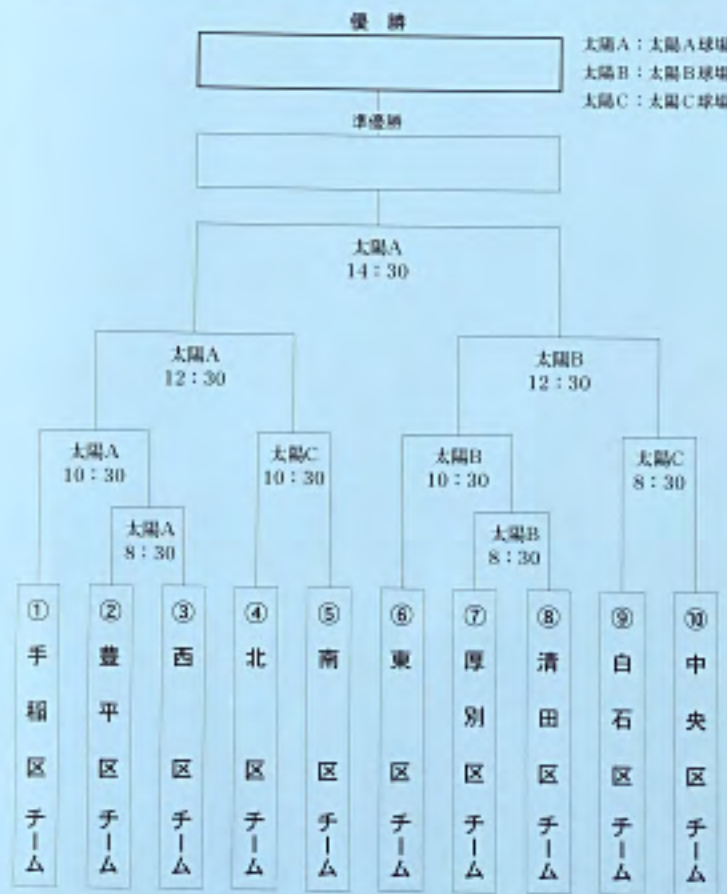 優勝
太陽A：太陽A球場
太陽B：太陽B球場
太陽C：太陽C球場
準優勝
太陽A
14：30
太陽A
12：30
太陽B
12：30
太陽A
10：30
太陽C
10：30
太陽B
10：30
太陽C
8：30
太陽A
8：30
太陽B
8：30
①手稲区チーム
②豊平区チーム
③西区チーム
④北区チーム
⑤南区チーム
⑥東区チーム
⑦厚別区チーム
⑧清田区チーム
⑨白石区チーム
⑩中央区チーム